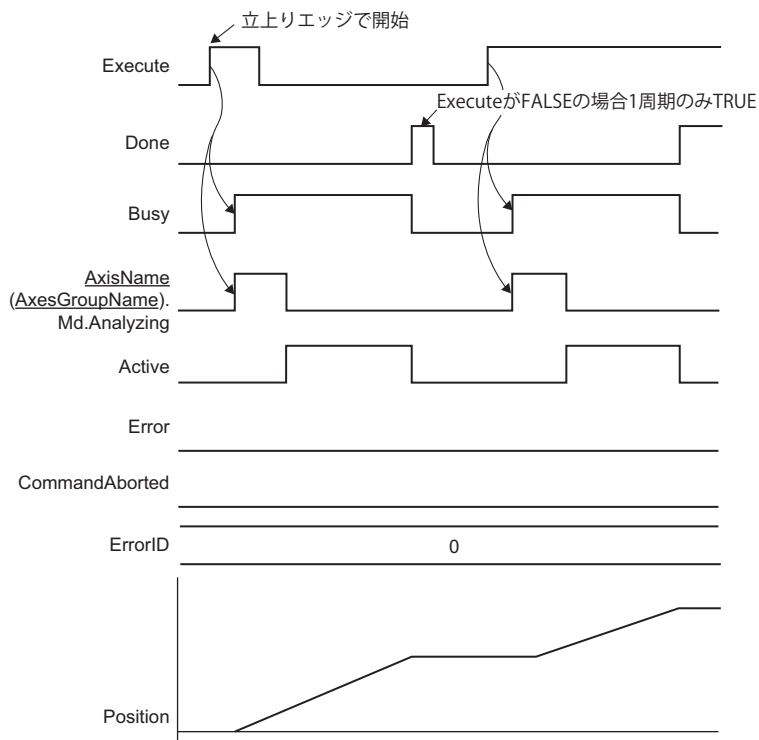 立上りエッジで開始
Execute
ExecuteがFALSEの場合1周期のみTRUE
Done
Busy
AxisName
(AxesGroupName).
Md.Analyzing
Active
Error
CommandAborted
ErrorID
0
Position